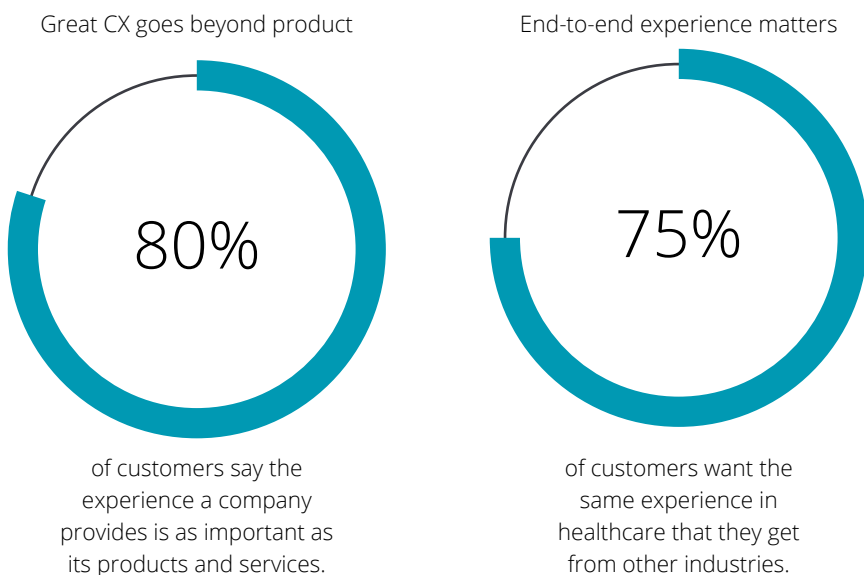 Great CX goes beyond product
80%
of customers say the
experience a company
provides is as important as
its products and services.
End-to-end experience matters
75%
of customers want the
same experience in
healthcare that they get
from other industries.